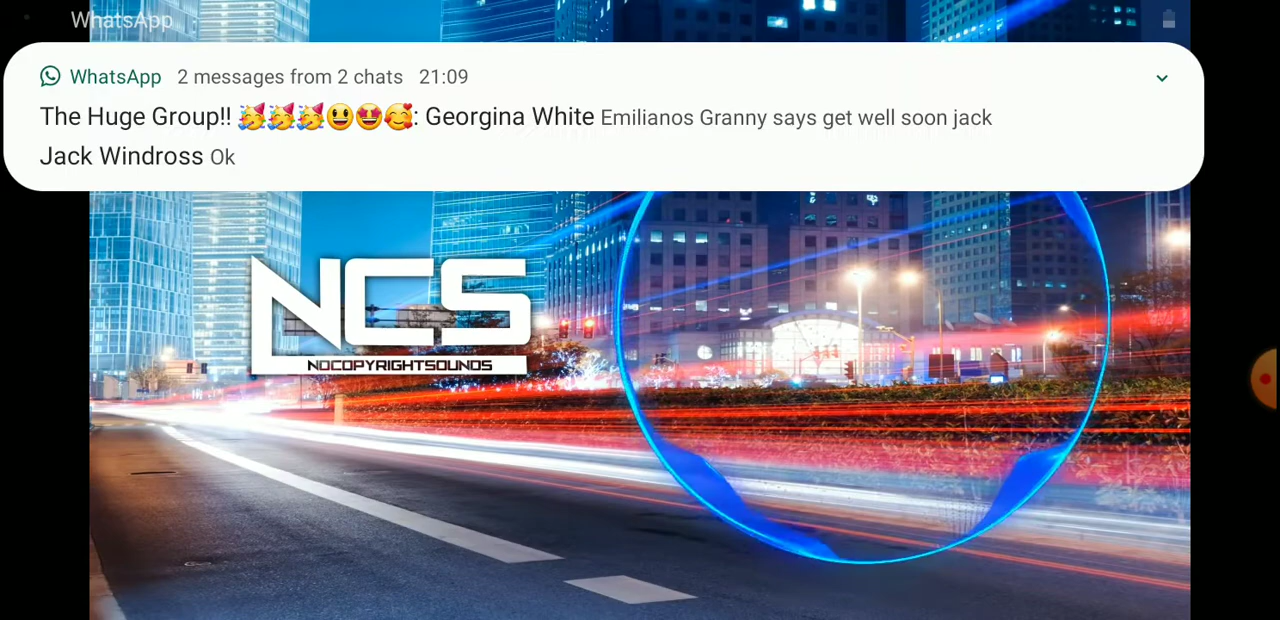 WhatsApp
WhatsApp 2 messages from 2 chats 21:09
The Huge Group!! 🥳🥳🥳😃🤩🥰: Georgina White Emilianos Granny says get well soon jack
Jack Windross Ok
NCS
NOCOPYRIGHTSOUNDS